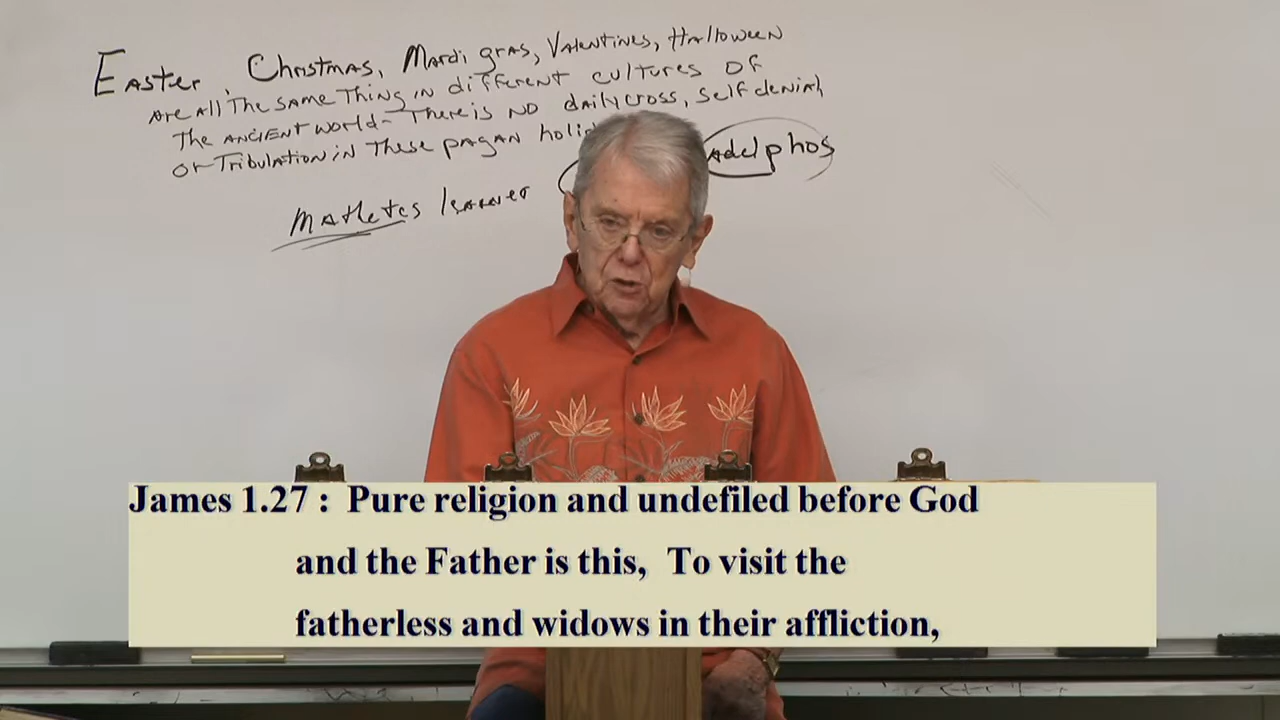 Easter, Christmas, Mardi gras, Valentines, Halloween
Are all The same Thing in different cultures of
The ancient world - There is no daily cross, self denial,
or Tribulation in These pagan
Mathetes learner
adelphos
James 1.27 : Pure religion and undefiled before God
and the Father is this, To visit the
fatherless and widows in their affliction,